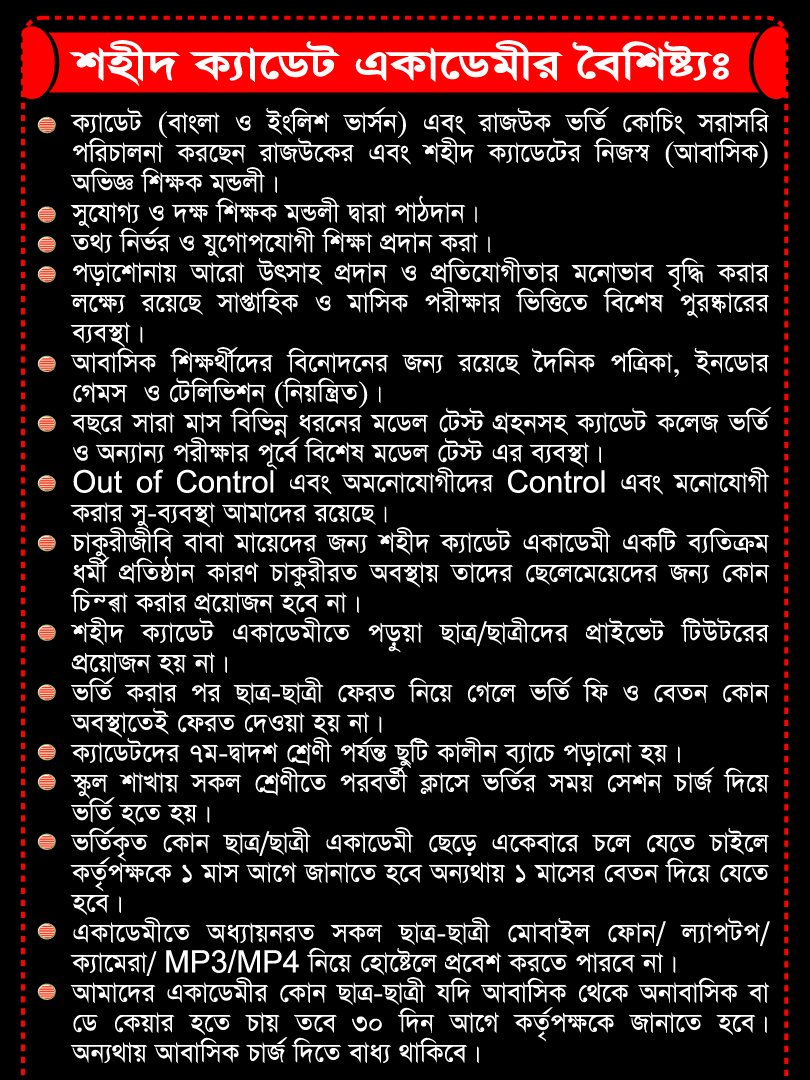 শহীদ ক্যাডেট একাডেমীর বৈশিষ্ট্যঃ
ক্যাডেট (বাংলা ও ইংলিশ ভার্সন) এবং রাজউক ভর্তি কোচিং সরাসরি
পরিচালনা করছেন রাজউকের এবং শহীদ ক্যাডেটের নিজস্ব (আবাসিক)
অভিজ্ঞ শিক্ষক মন্ডলী।
সুযোগ্য ও দক্ষ শিক্ষক মন্ডলী দ্বারা পাঠদান।
তথ্য নির্ভর ও যুগোপযোগী শিক্ষা প্রদান করা।
পড়াশোনায় আরো উৎসাহ প্রদান ও প্রতিযোগীতার মনোভাব বৃদ্ধি করার
লক্ষ্যে রয়েছে সাপ্তাহিক ও মাসিক পরীক্ষার ভিত্তিতে বিশেষ পুরষ্কারের
ব্যবস্থা।
আবাসিক শিক্ষর্থীদের বিনোদনের জন্য রয়েছে দৈনিক পত্রিকা, ইনডোর
গেমস ও টেলিভিশন (নিয়ন্ত্রিত)।
বছরে সারা মাস বিভিন্ন ধরনের মডেল টেস্ট গ্রহনসহ ক্যাডেট কলেজ ভর্তি
ও অন্যান্য পরীক্ষার পূর্বে বিশেষ মডেল টেস্ট এর ব্যবস্থা।
Out of Control এবং অমনোযোগীদের Control এবং মনোযোগী
করার সু-ব্যবস্থা আমাদের রয়েছে।
চাকুরীজীবি বাবা মায়েদের জন্য শহীদ ক্যাডেট একাডেমী একটি ব্যতিক্রম
ধর্মী প্রতিষ্ঠান কারণ চাকুরীরত অবস্থায় তাদের ছেলেমেয়েদের জন্য কোন
করার প্রয়োজন হবে না।
শহীদ ক্যাডেট একাডেমীতে পড়ুয়া ছাত্র/ছাত্রীদের প্রাইভেট টিউটরের
প্রয়োজন হয় না।
ভর্তি করার পর ছাত্র-ছাত্রী ফেরত নিয়ে গেলে ভর্তি ফি ও বেতন কোন
অবস্থাতেই ফেরত দেওয়া হয় না।
ক্যাডেটদের ৭ম-দ্বাদশ শ্রেণী পর্যন্ত ছুটি কালীন ব্যাচে পড়ানো হয়।
স্কুল শাখায় সকল শ্রেণীতে পরবর্তী ক্লাসে ভর্তির সময় সেশন চার্জ দিয়ে
ভর্তি হতে হয়।
ভর্তিকৃত কোন ছাত্র/ছাত্রী একাডেমী ছেড়ে একেবারে চলে যেতে চাইলে
কর্তৃপক্ষকে ১ মাস আগে জানাতে হবে অন্যথায় ১ মাসের বেতন দিয়ে যেতে
হবে।
একাডেমীতে অধ্যায়নরত সকল ছাত্র-ছাত্রী মোবাইল ফোন/ ল্যাপটপ/
ক্যামেরা/ MP3/MP4 নিয়ে হোষ্টেলে প্রবেশ করতে পারবে না।
আমাদের একাডেমীর কোন ছাত্র-ছাত্রী যদি আবাসিক থেকে অনাবাসিক বা
ডে কেয়ার হতে চায় তবে ৩০ দিন আগে কর্তৃপক্ষকে জানাতে হবে।
অন্যথায় আবাসিক চার্জ দিতে বাধ্য থাকিবে।